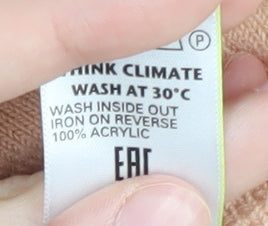 Ⓟ
THINK CLIMATE
WASH AT 30°C
WASH INSIDE OUT
IRON ON REVERSE
100% ACRYLIC
EAC